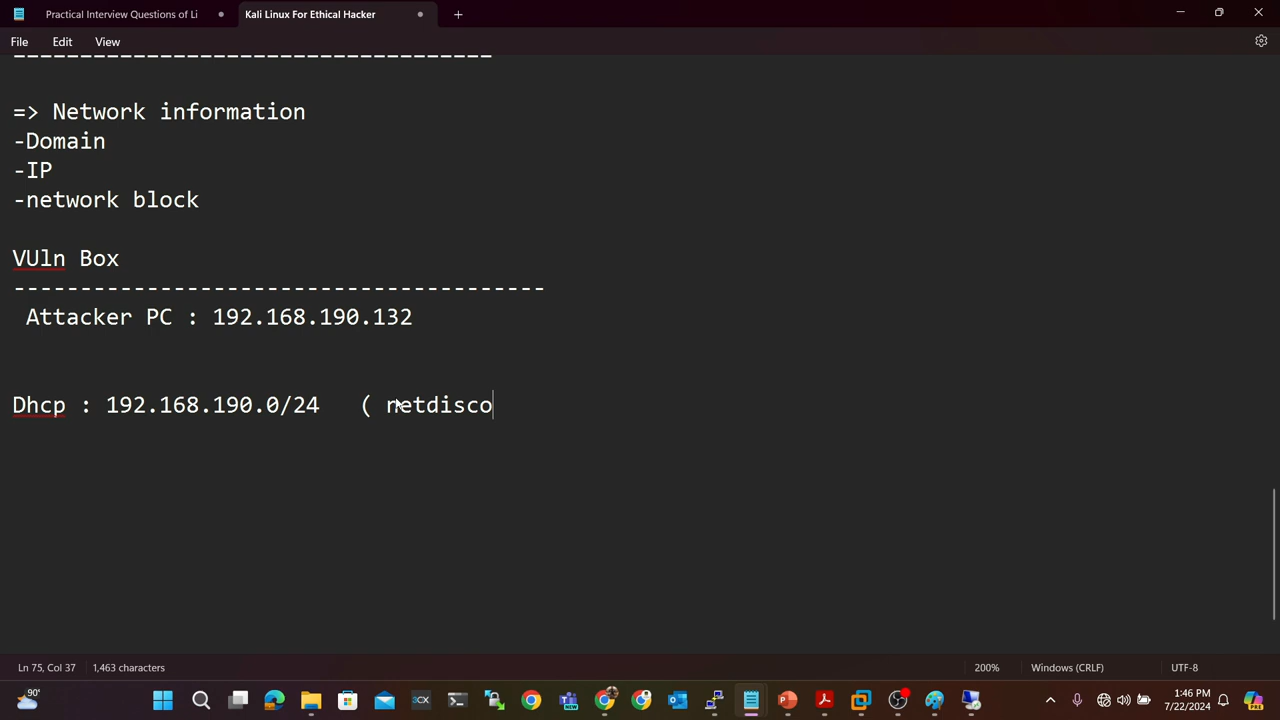 Practical Interview Questions of Li
Kali Linux For Ethical Hacker
File Edit View
----------------------------------
=> Network information
-Domain
-IP
-network block
VUln Box
----------------------------------------
Attacker PC : 192.168.190.132
Dhcp : 192.168.190.0/24 ( netdisco
Ln 75, Col 37 1,463 characters 200% Windows (CRLF) UTF-8
90° 1:46 PM
7/22/2024